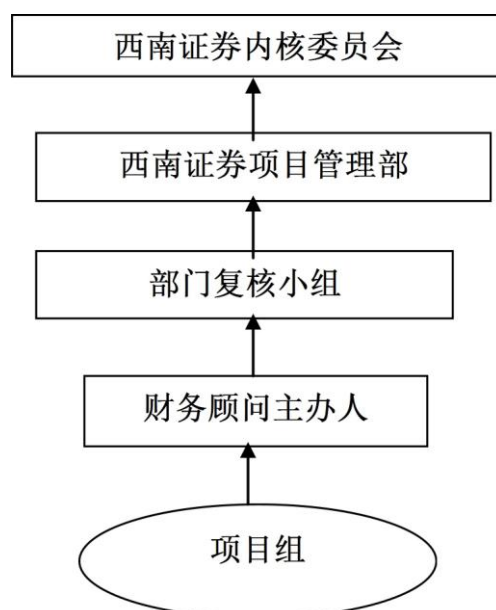 西南证券内核委员会
西南证券项目管理部
部门复核小组
财务顾问主办人
项目组